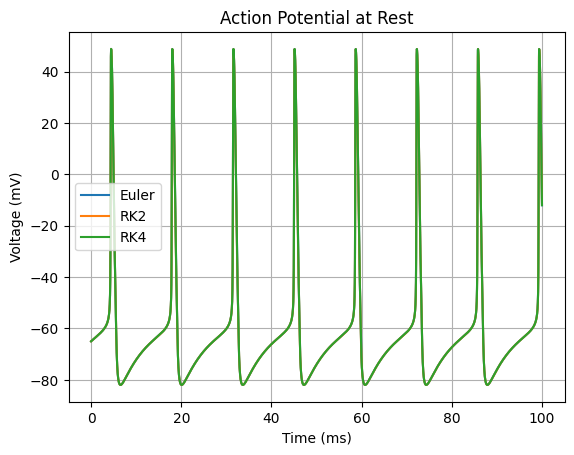 Action Potential at Rest
Voltage (mV)
40
20
0
−20
−40
−60
−80
Euler
RK2
RK4
0 20 40 60 80 100
Time (ms)